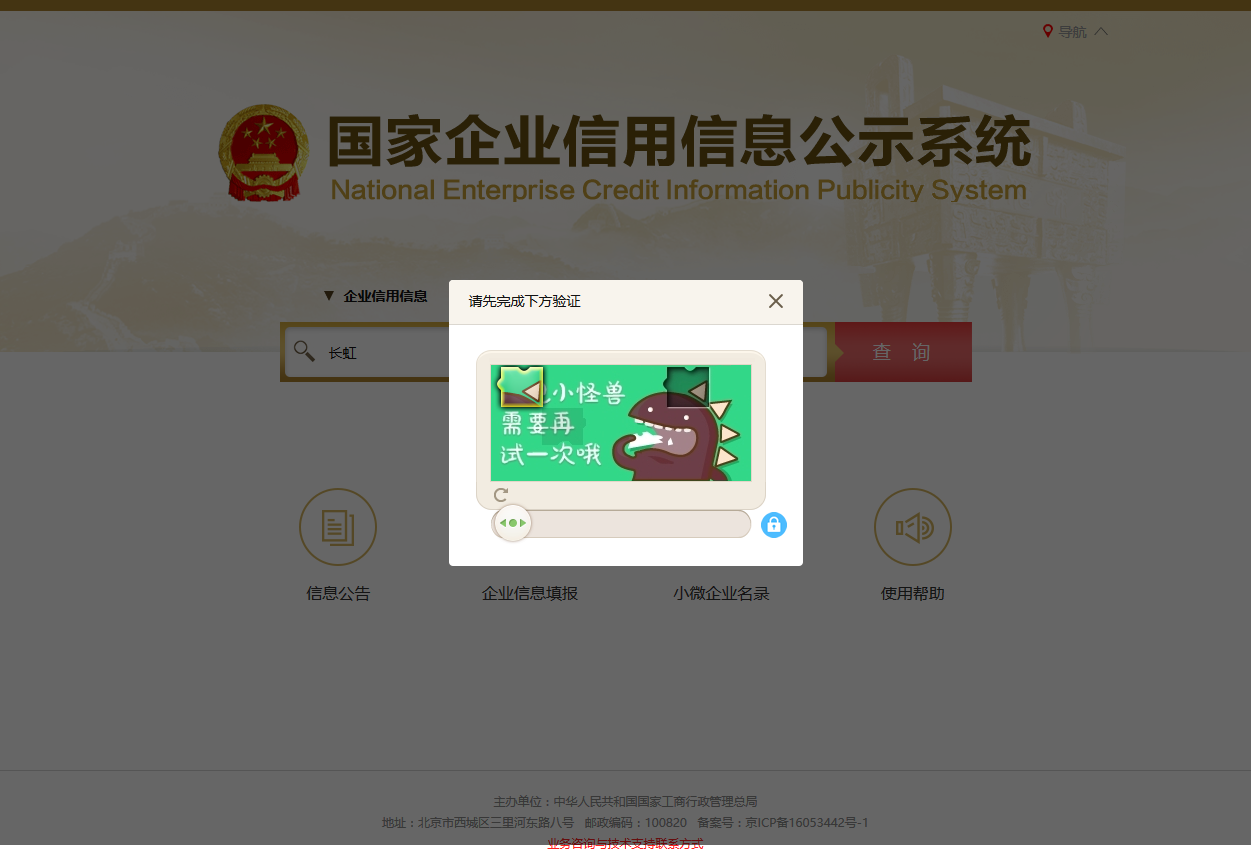 导航
国家企业信用信息公示系统
National Enterprise Credit Information Publicity System
▼ 企业信用信息
请先完成下方验证
长虹
查 询
小怪兽
需要再
试一次哦
信息公告
企业信息填报
小微企业名录
使用帮助
主办单位：中华人民共和国国家工商行政管理总局
地址：北京市西城区三里河东路八号 邮政编码：100820 备案号：京ICP备16053442号-1
业务咨询与技术支持联系方式